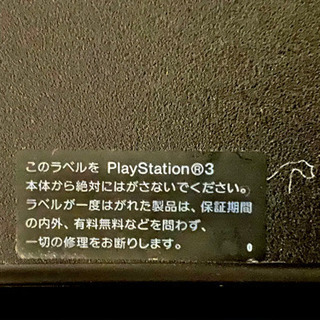 このラベルを PlayStation®3
本体から絶対にはがさないでください。
ラベルが一度はがれた製品は、保証期間
の内外、有料無料などを問わず、
一切の修理をお断りします。
0